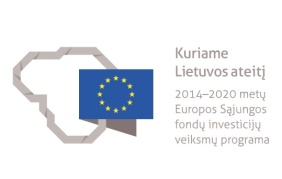 Kuriame
Lietuvos ateitį
2014–2020 metų
Europos Sąjungos
fondų investicijų
veiksmų programa